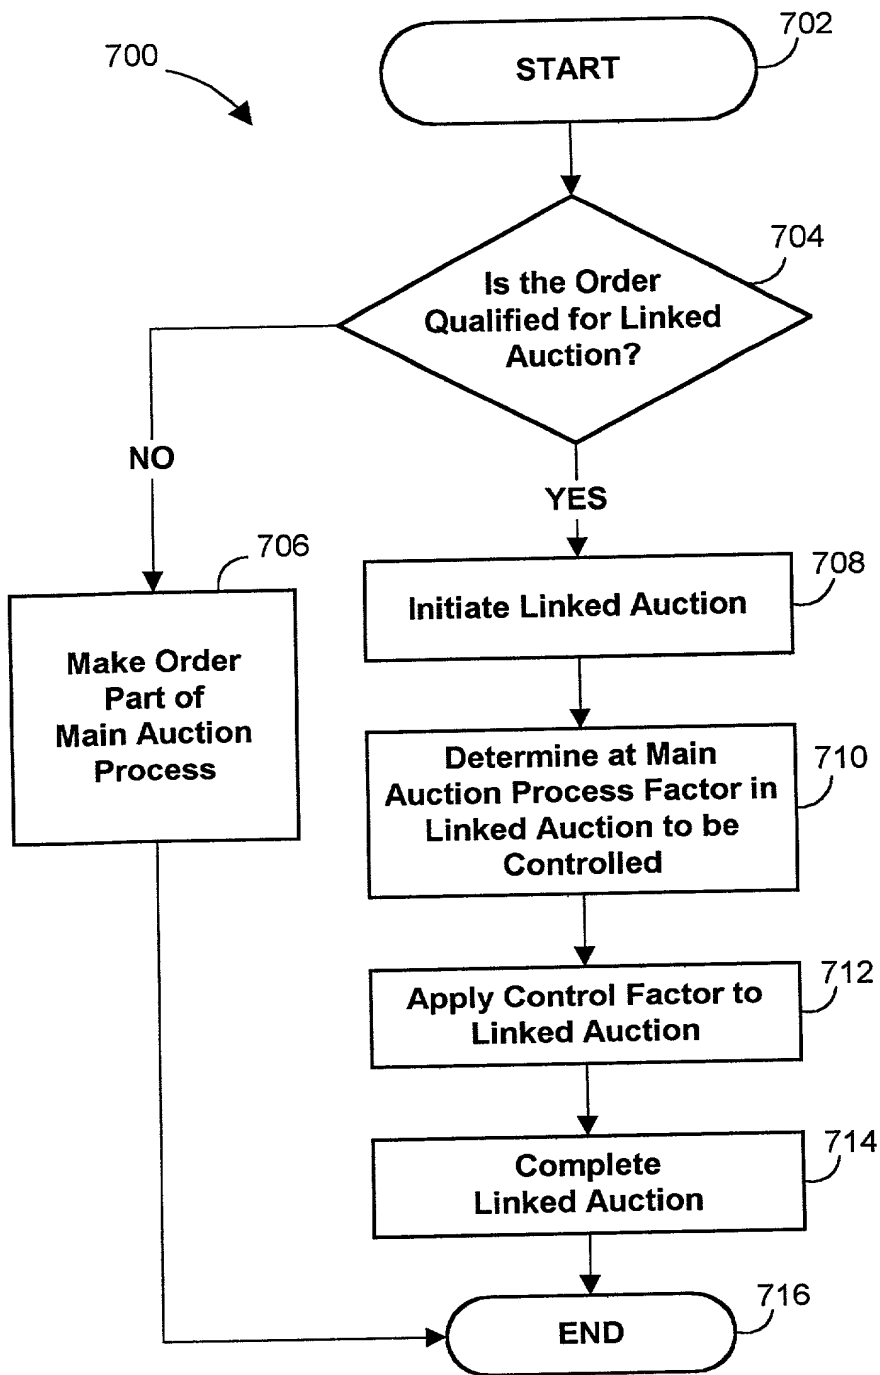 700
702
START
704
Is the Order
Qualified for Linked
Auction?
NO
YES
706
Make Order
Part of
Main Auction
Process
708
Initiate Linked Auction
710
Determine at Main
Auction Process Factor in
Linked Auction to be
Controlled
712
Apply Control Factor to
Linked Auction
714
Complete
Linked Auction
716
END